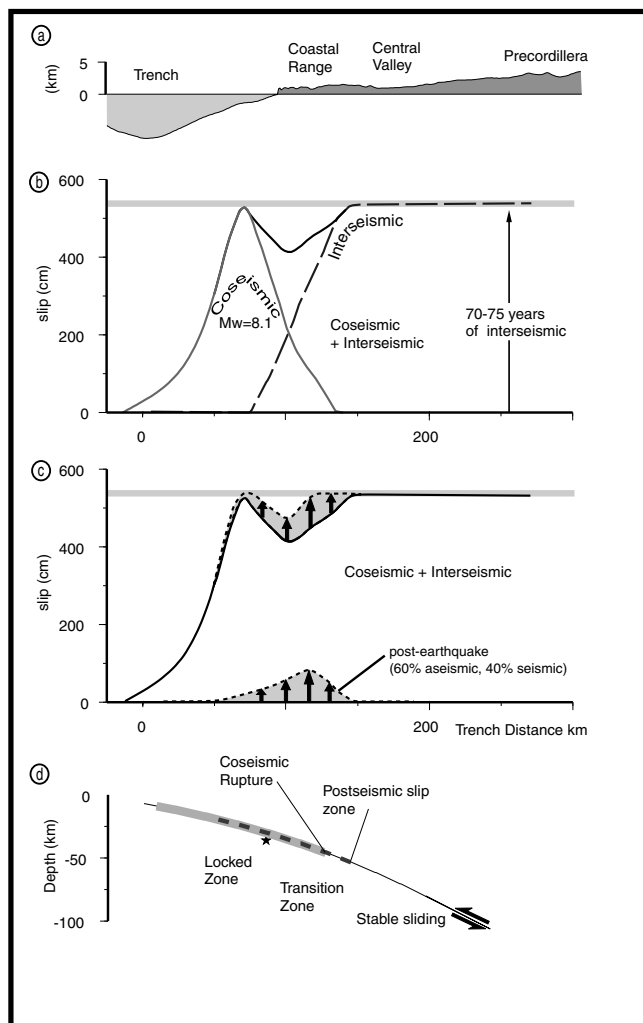 a
5
(km)
0
Trench
Coastal
Range
Central
Valley
Precordillera
b
600
400
200
0
slip (cm)
Coseismic
Mw=8.1
Interseismic
Coseismic
+ Interseismic
70-75 years
of interseismic
0
200
c
600
400
200
0
slip (cm)
Coseismic + Interseismic
post-earthquake
(60% aseismic, 40% seismic)
0
200
Trench Distance km
d
0
-50
-100
Depth (km)
Coseismic
Rupture
Postseismic slip
zone
Locked
Zone
Transition
Zone
Stable sliding